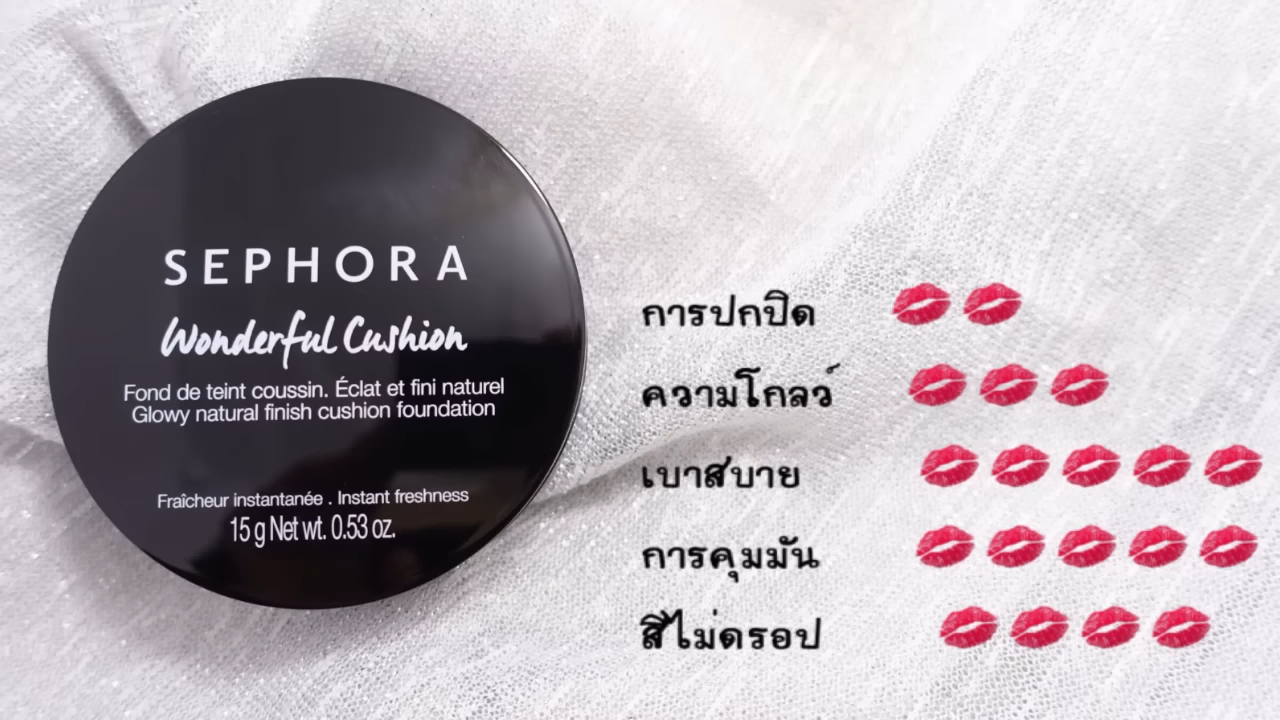 SEPHORA
Wonderful Cushion
Fond de teint coussin. Éclat et fini naturel
Glowy natural finish cushion foundation
Fraîcheur instantanée . Instant freshness
15 g Net wt. 0.53 oz.
การปกปิด
ความโกลว์
เบาสบาย
การคุมมัน
สีไม่ดรอป